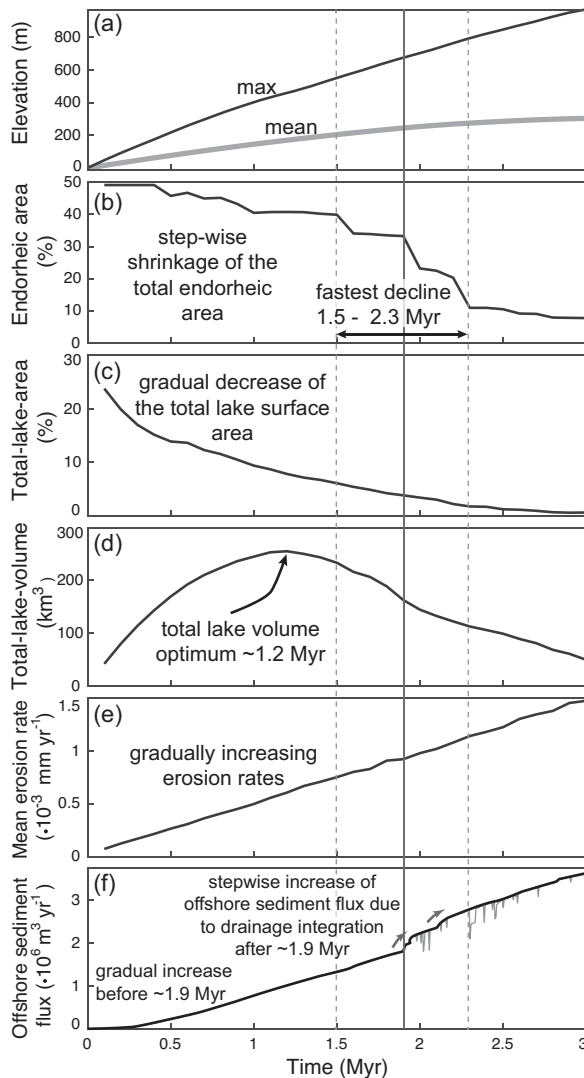 (a)
Elevation (m)
800
600
400
200
0
max
mean
(b)
Endorheic area
(%)
50
40
30
20
10
0
step-wise
shrinkage of the
total endorheic
area
fastest decline
1.5 - 2.3 Myr
(c)
Total-lake-area
(%)
30
20
10
0
gradual decrease of
the total lake surface
area
(d)
Total-lake-volume
(km³)
300
200
100
0
total lake volume
optimum ~1.2 Myr
(e)
Mean erosion rate
(·10⁻³ mm yr⁻¹)
1.5
1
0.5
0
gradually increasing
erosion rates
(f)
Offshore sediment
flux (·10⁶ m³ yr⁻¹)
3
2
1
0
stepwise increase of
offshore sediment flux due
to drainage integration
after ~1.9 Myr
gradual increase
before ~1.9 Myr
0 0.5 1 1.5 2 2.5 3
Time (Myr)